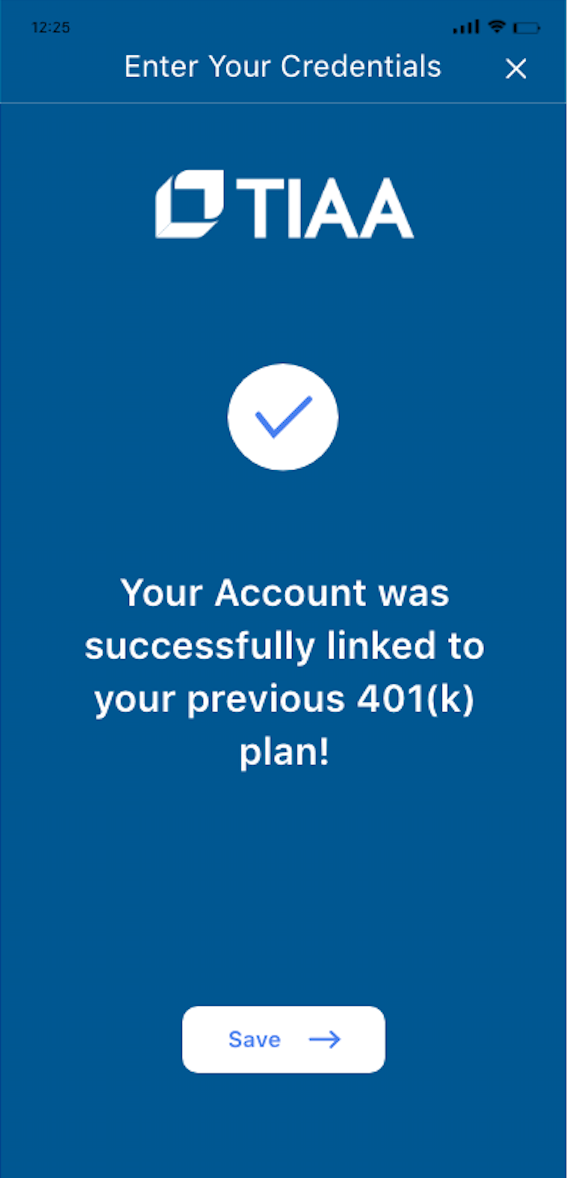 12:25
Enter Your Credentials
TIAA
Your Account was
successfully linked to
your previous 401(k)
plan!
Save